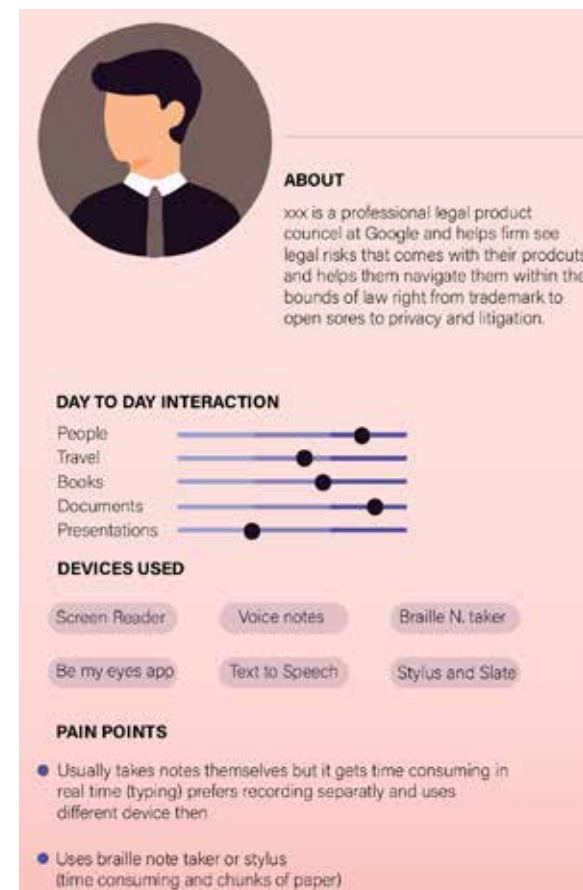 ABOUT
xxx is a professional legal product
councel at Google and helps firm see
legal risks that comes with their prodcuts
and helps them navigate them within the
bounds of law right from trademark to
open sores to privacy and litigation.
DAY TO DAY INTERACTION
People
Travel
Books
Documents
Presentations
DEVICES USED
Screen Reader Voice notes Braille N. taker
Be my eyes app Text to Speech Stylus and Slate
PAIN POINTS
Usually takes notes themselves but it gets time consuming in
real time (typing) prefers recording separatly and uses
different device then
Uses braille note taker or stylus
(time consuming and chunks of paper)